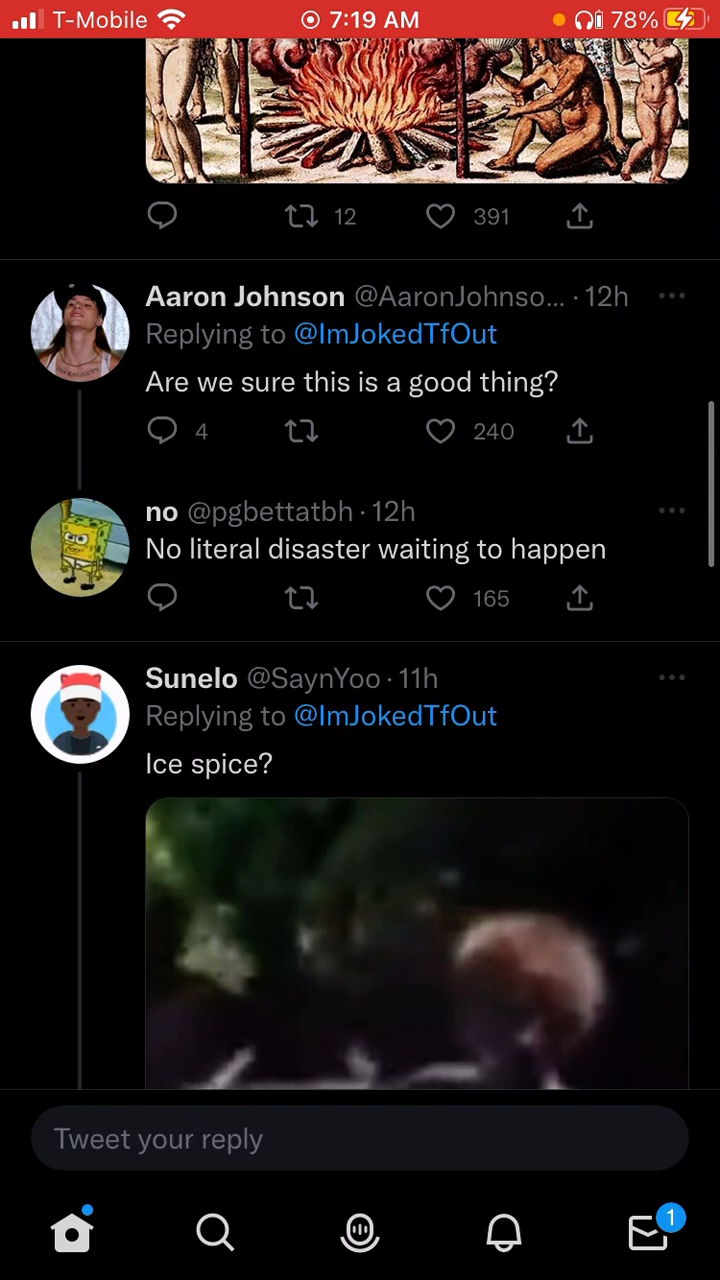 T-Mobile 7:19 AM 78%
12 391
Aaron Johnson @AaronJohnso... · 12h
Replying to @ImJokedTfOut
Are we sure this is a good thing?
4 240
no @pgbettatbh · 12h
No literal disaster waiting to happen
165
Sunelo @SaynYoo · 11h
Replying to @ImJokedTfOut
Ice spice?
Tweet your reply
1